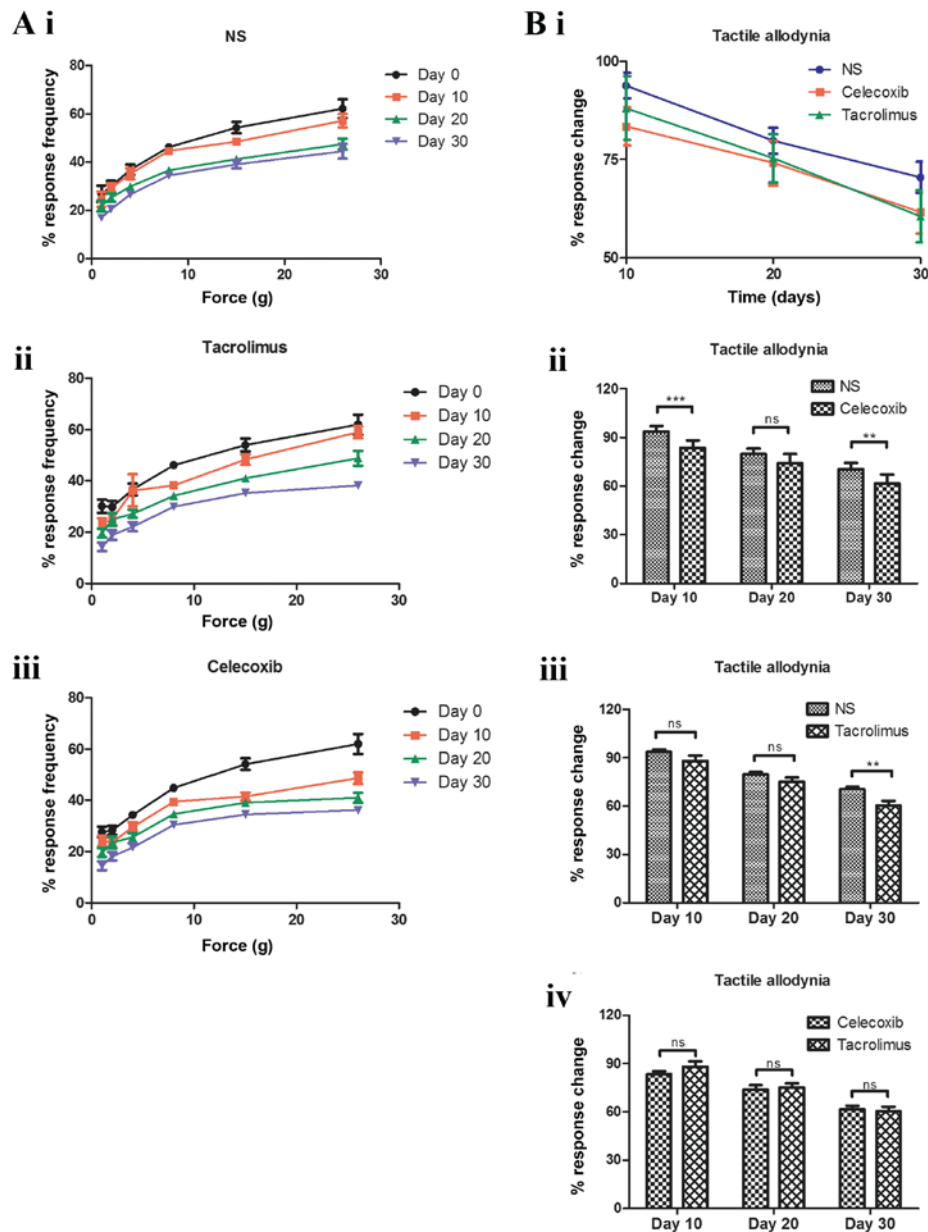 A i
NS
% response frequency
80
60
40
20
0
0
10
20
30
Force (g)
Day 0
Day 10
Day 20
Day 30
ii
Tacrolimus
% response frequency
80
60
40
20
0
0
10
20
30
Force (g)
Day 0
Day 10
Day 20
Day 30
iii
Celecoxib
% response frequency
80
60
40
20
0
0
10
20
30
Force (g)
Day 0
Day 10
Day 20
Day 30
B i
Tactile allodynia
% response change
100
75
50
10
20
30
Time (days)
NS
Celecoxib
Tacrolimus
ii
Tactile allodynia
% response change
120
90
60
30
0
NS
Celecoxib
***
ns
**
Day 10
Day 20
Day 30
iii
Tactile allodynia
% response change
120
90
60
30
0
NS
Tacrolimus
ns
ns
**
Day 10
Day 20
Day 30
iv
Tactile allodynia
% response change
120
90
60
30
0
Celecoxib
Tacrolimus
ns
ns
ns
Day 10
Day 20
Day 30